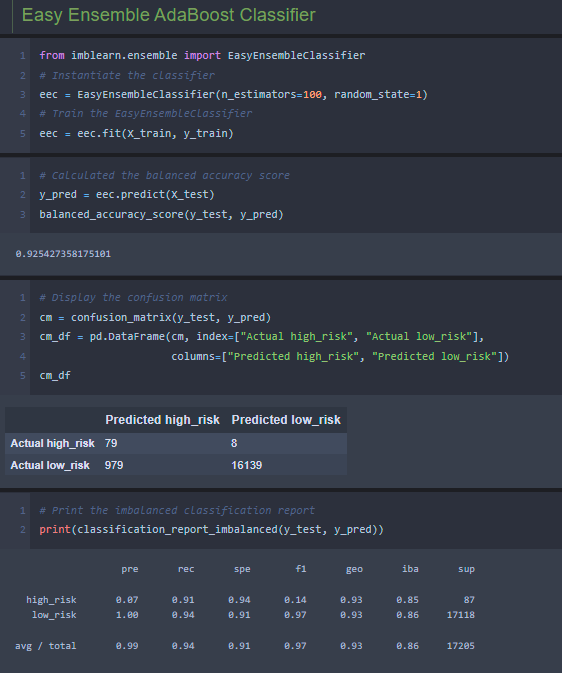 Easy Ensemble AdaBoost Classifier
1 from imblearn.ensemble import EasyEnsembleClassifier
2 # Instantiate the classifier
3 eec = EasyEnsembleClassifier(n_estimators=100, random_state=1)
4 # Train the EasyEnsembleClassifier
5 eec = eec.fit(X_train, y_train)
1 # Calculated the balanced accuracy score
2 y_pred = eec.predict(X_test)
3 balanced_accuracy_score(y_test, y_pred)
0.925427358175101
1 # Display the confusion matrix
2 cm = confusion_matrix(y_test, y_pred)
3 cm_df = pd.DataFrame(cm, index=["Actual high_risk", "Actual low_risk"],
4 columns=["Predicted high_risk", "Predicted low_risk"])
5 cm_df
Predicted high_risk Predicted low_risk
Actual high_risk 79 8
Actual low_risk 979 16139
1 # Print the imbalanced classification report
2 print(classification_report_imbalanced(y_test, y_pred))
pre rec spe f1 geo iba sup
high_risk 0.07 0.91 0.94 0.14 0.93 0.85 87
low_risk 1.00 0.94 0.91 0.97 0.93 0.86 17118
avg / total 0.99 0.94 0.91 0.97 0.93 0.86 17205